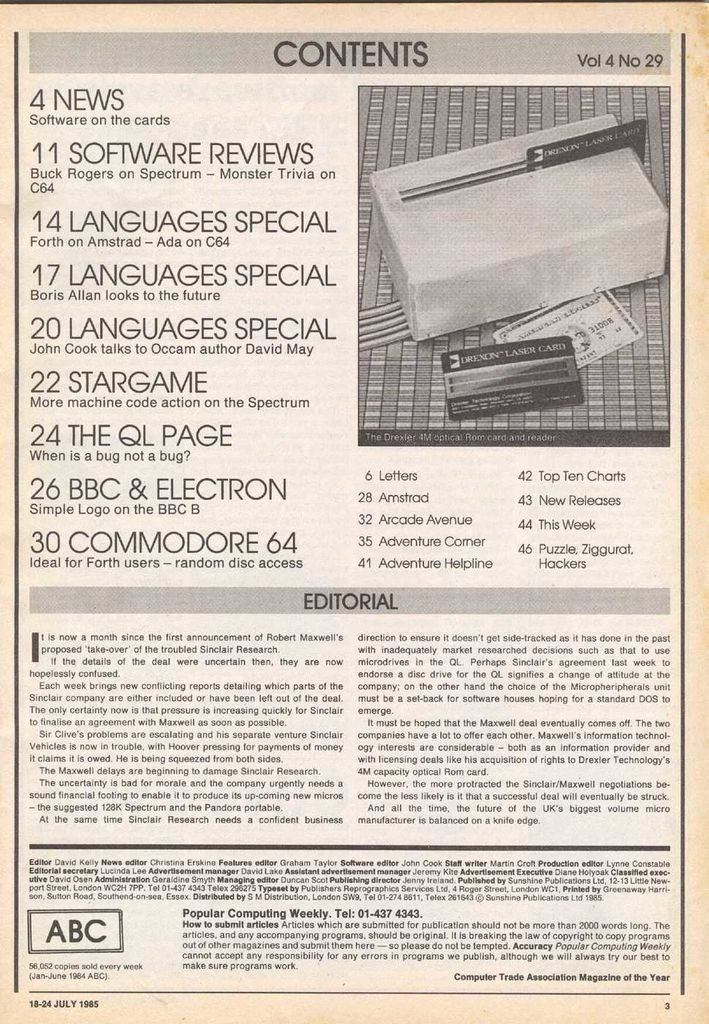 CONTENTS
Vol 4 No 29
4 NEWS
Software on the cards
11 SOFTWARE REVIEWS
Buck Rogers on Spectrum – Monster Trivia on
C64
14 LANGUAGES SPECIAL
Forth on Amstrad – Ada on C64
17 LANGUAGES SPECIAL
Boris Allan looks to the future
20 LANGUAGES SPECIAL
John Cook talks to Occam author David May
22 STARGAME
More machine code action on the Spectrum
24 THE QL PAGE
When is a bug not a bug?
26 BBC & ELECTRON
Simple Logo on the BBC B
30 COMMODORE 64
Ideal for Forth users – random disc access
DREXON™ LASER CARD
DREXON™ LASER CARD
Drexler Technology Corporation
The Drexler 4M optical Rom card and reader
6 Letters
28 Amstrad
32 Arcade Avenue
35 Adventure Corner
41 Adventure Helpline
42 Top Ten Charts
43 New Releases
44 This Week
46 Puzzle, Ziggurat,
Hackers
EDITORIAL
It is now a month since the first announcement of Robert Maxwell's
proposed 'take-over' of the troubled Sinclair Research.
If the details of the deal were uncertain then, they are now
hopelessly confused.
Each week brings new conflicting reports detailing which parts of the
Sinclair company are either included or have been left out of the deal.
The only certainty now is that pressure is increasing quickly for Sinclair
to finalise an agreement with Maxwell as soon as possible.
Sir Clive's problems are escalating and his separate venture Sinclair
Vehicles is now in trouble, with Hoover pressing for payments of money
it claims it is owed. He is being squeezed from both sides.
The Maxwell delays are beginning to damage Sinclair Research.
The uncertainty is bad for morale and the company urgently needs a
sound financial footing to enable it to produce its up-coming new micros
– the suggested 128K Spectrum and the Pandora portable.
At the same time Sinclair Research needs a confident business
direction to ensure it doesn't get side-tracked as it has done in the past
with inadequately market researched decisions such as that to use
microdrives in the QL. Perhaps Sinclair's agreement last week to
endorse a disc drive for the QL signifies a change of attitude at the
company; on the other hand the choice of the Micropheripherals unit
must be a set-back for software houses hoping for a standard DOS to
emerge.
It must be hoped that the Maxwell deal eventually comes off. The two
companies have a lot to offer each other. Maxwell's information technol-
ogy interests are considerable – both as an information provider and
with licensing deals like his acquisition of rights to Drexler Technology's
4M capacity optical Rom card.
However, the more protracted the Sinclair/Maxwell negotiations be-
come the less likely is it that a successful deal will eventually be struck.
And all the time, the future of the UK's biggest volume micro
manufacturer is balanced on a knife edge.
Editor David Kelly News editor Christina Erskine Features editor Graham Taylor Software editor John Cook Staff writer Martin Croft Production editor Lynne Constable
Editorial secretary Lucinda Lee Advertisement manager David Lake Assistant advertisement manager Jeremy Kite Advertisement Executive Diane Holyoak Classified exec-
utive David Osen Administration Geraldine Smyth Managing editor Duncan Scot Publishing director Jenny Ireland. Published by Sunshine Publications Ltd, 12-13 Little New-
port Street, London WC2H 7PP. Tel 01-437 4343 Telex 296275 Typeset by Publishers Reprographics Services Ltd, 4 Roger Street, London WC1, Printed by Greenaway Harri-
son, Sutton Road, Southend-on-sea, Essex. Distributed by S M Distribution, London SW9, Tel 01-274 8611, Telex 261643 © Sunshine Publications Ltd 1985.
ABC
56,052 copies sold every week
(Jan-June 1984 ABC).
Popular Computing Weekly. Tel: 01-437 4343.
How to submit articles Articles which are submitted for publication should not be more than 2000 words long. The
articles, and any accompanying programs, should be original. It is breaking the law of copyright to copy programs
out of other magazines and submit them here — so please do not be tempted. Accuracy Popular Computing Weekly
cannot accept any responsibility for any errors in programs we publish, although we will always try our best to
make sure programs work.
Computer Trade Association Magazine of the Year
18-24 JULY 1985
3